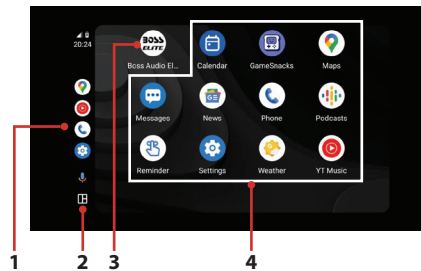 20:24
BOSS
ELITE
Boss Audio El... Calendar GameSnacks Maps
GE
Messages News Phone Podcasts
Reminder Settings Weather YT Music
1 2 3 4